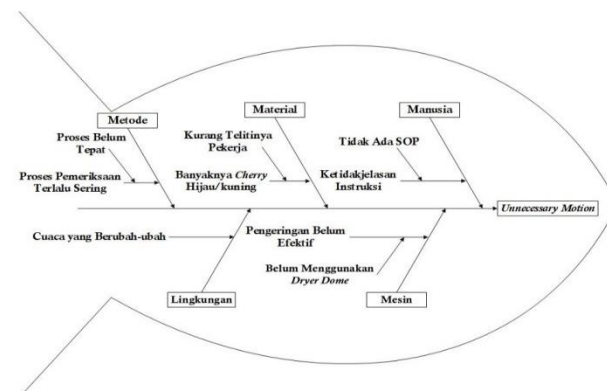 Metode
Proses Belum
Tepat
Proses Pemeriksaan
Terlalu Sering
Material
Kurang Telitinya
Pekerja
Banyaknya Cherry
Hijau/kuning
Manusia
Tidak Ada SOP
Ketidakjelasan
Instruksi
Unnecessary Motion
Cuaca yang Berubah-ubah
Lingkungan
Pengeringan Belum
Efektif
Belum Menggunakan
Dryer Dome
Mesin